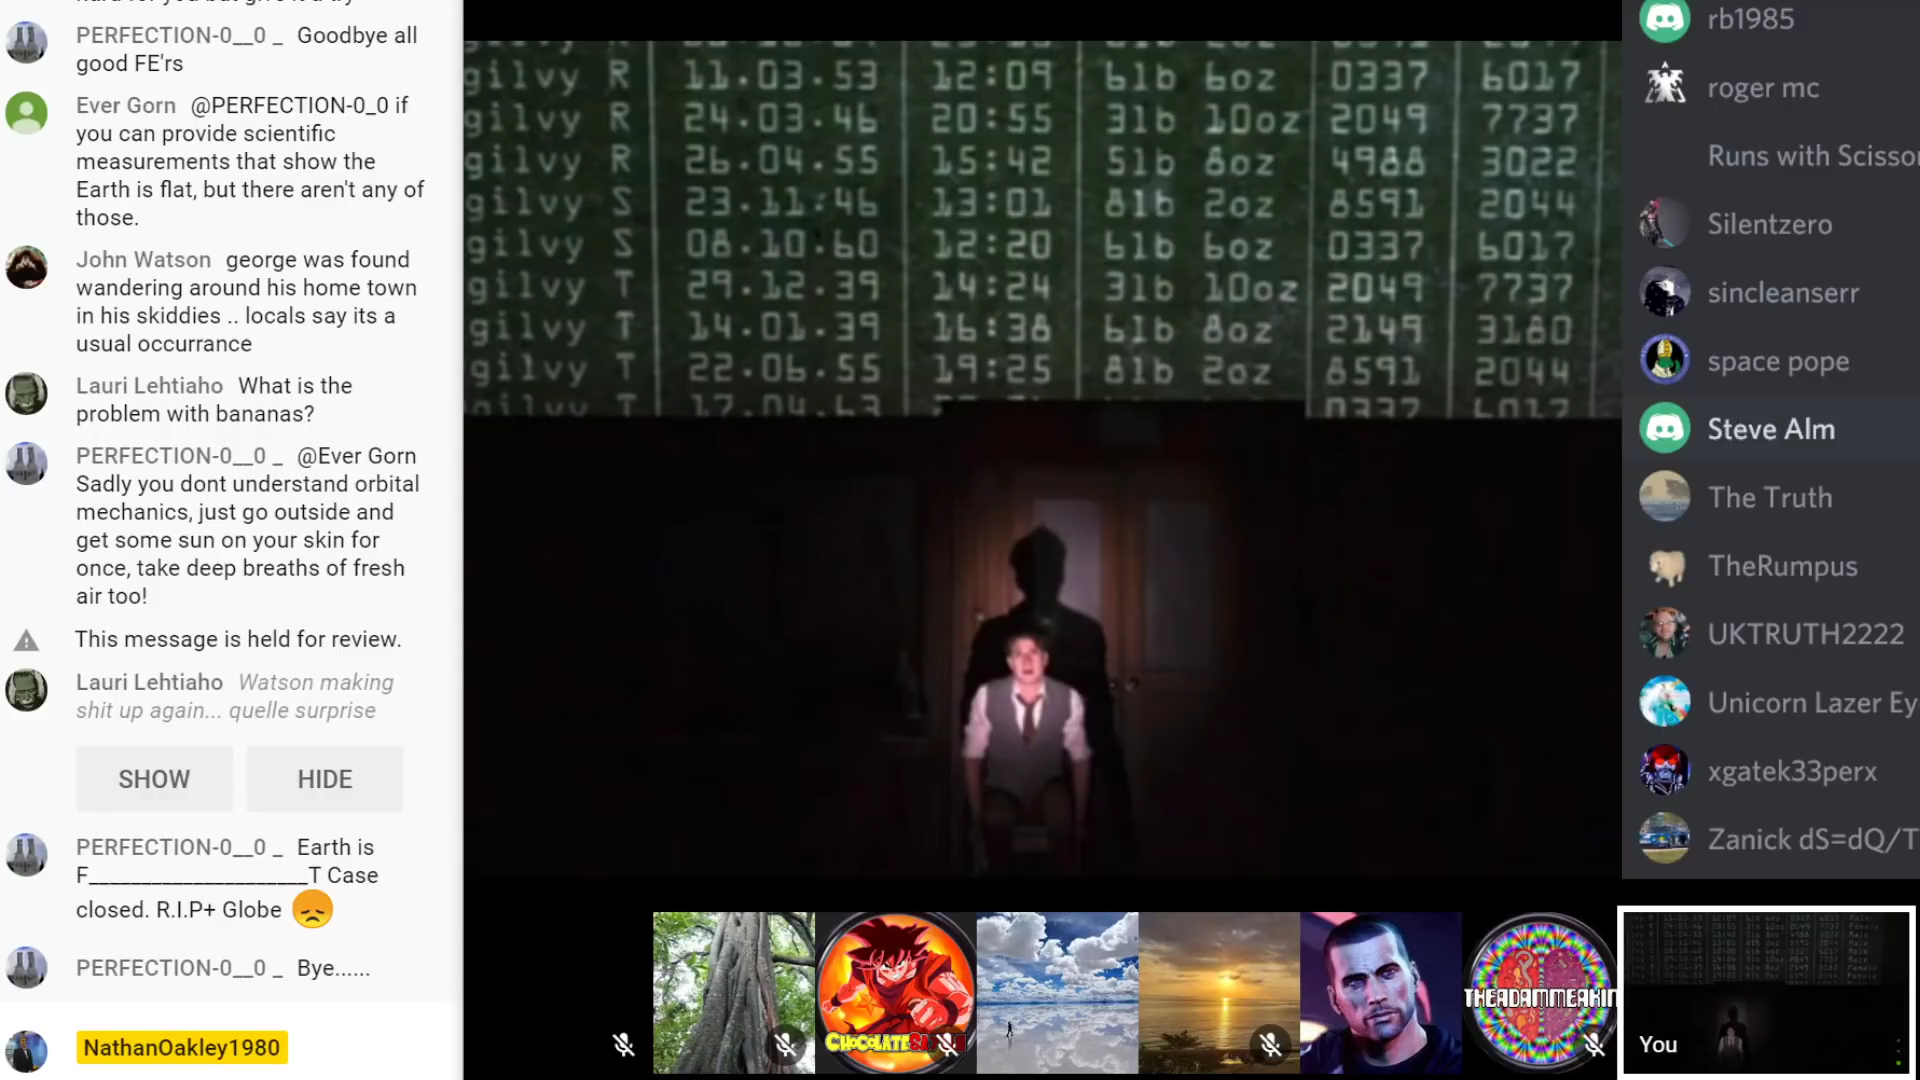 PERFECTION-0__0 _ Goodbye all
good FE'rs
Ever Gorn @PERFECTION-0_0 if
you can provide scientific
measurements that show the
Earth is flat, but there aren't any of
those.
John Watson george was found
wandering around his home town
in his skiddies .. locals say its a
usual occurrance
Lauri Lehtiaho What is the
problem with bananas?
PERFECTION-0__0 _ @Ever Gorn
Sadly you dont understand orbital
mechanics, just go outside and
get some sun on your skin for
once, take deep breaths of fresh
air too!
This message is held for review.
Lauri Lehtiaho Watson making
shit up again... quelle surprise
SHOW HIDE
PERFECTION-0__0 _ Earth is
F____________________T Case
closed. R.I.P+ Globe
PERFECTION-0__0 _ Bye......
NathanOakley1980
gilvy R 11.03.53 12:09 6lb 6oz 0337 6017
gilvy R 24.03.46 20:55 3lb 10oz 2049 7737
gilvy R 26.04.55 15:42 5lb 8oz 4988 3022
gilvy S 23.11.46 13:01 8lb 2oz 8591 2044
gilvy S 08.10.60 12:20 6lb 6oz 0337 6017
gilvy T 29.12.39 14:24 3lb 10oz 2049 7737
gilvy T 14.01.39 16:38 6lb 8oz 2149 3180
gilvy T 22.06.55 19:25 8lb 2oz 8591 2044
rb1985
roger mc
Runs with Scissor
Silentzero
sincleanserr
space pope
Steve Alm
The Truth
TheRumpus
UKTRUTH2222
Unicorn Lazer Ey
xgatek33perx
Zanick dS=dQ/T
THEADAMMEAKIN
You